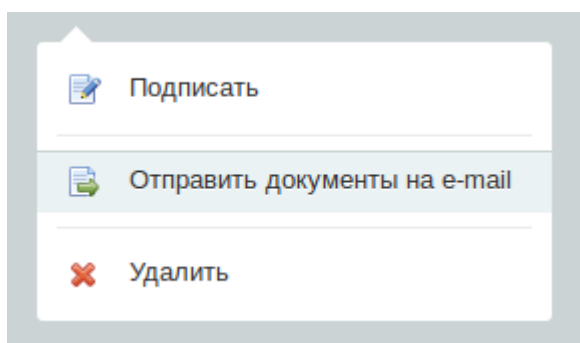 Подписать
Отправить документы на e-mail
Удалить